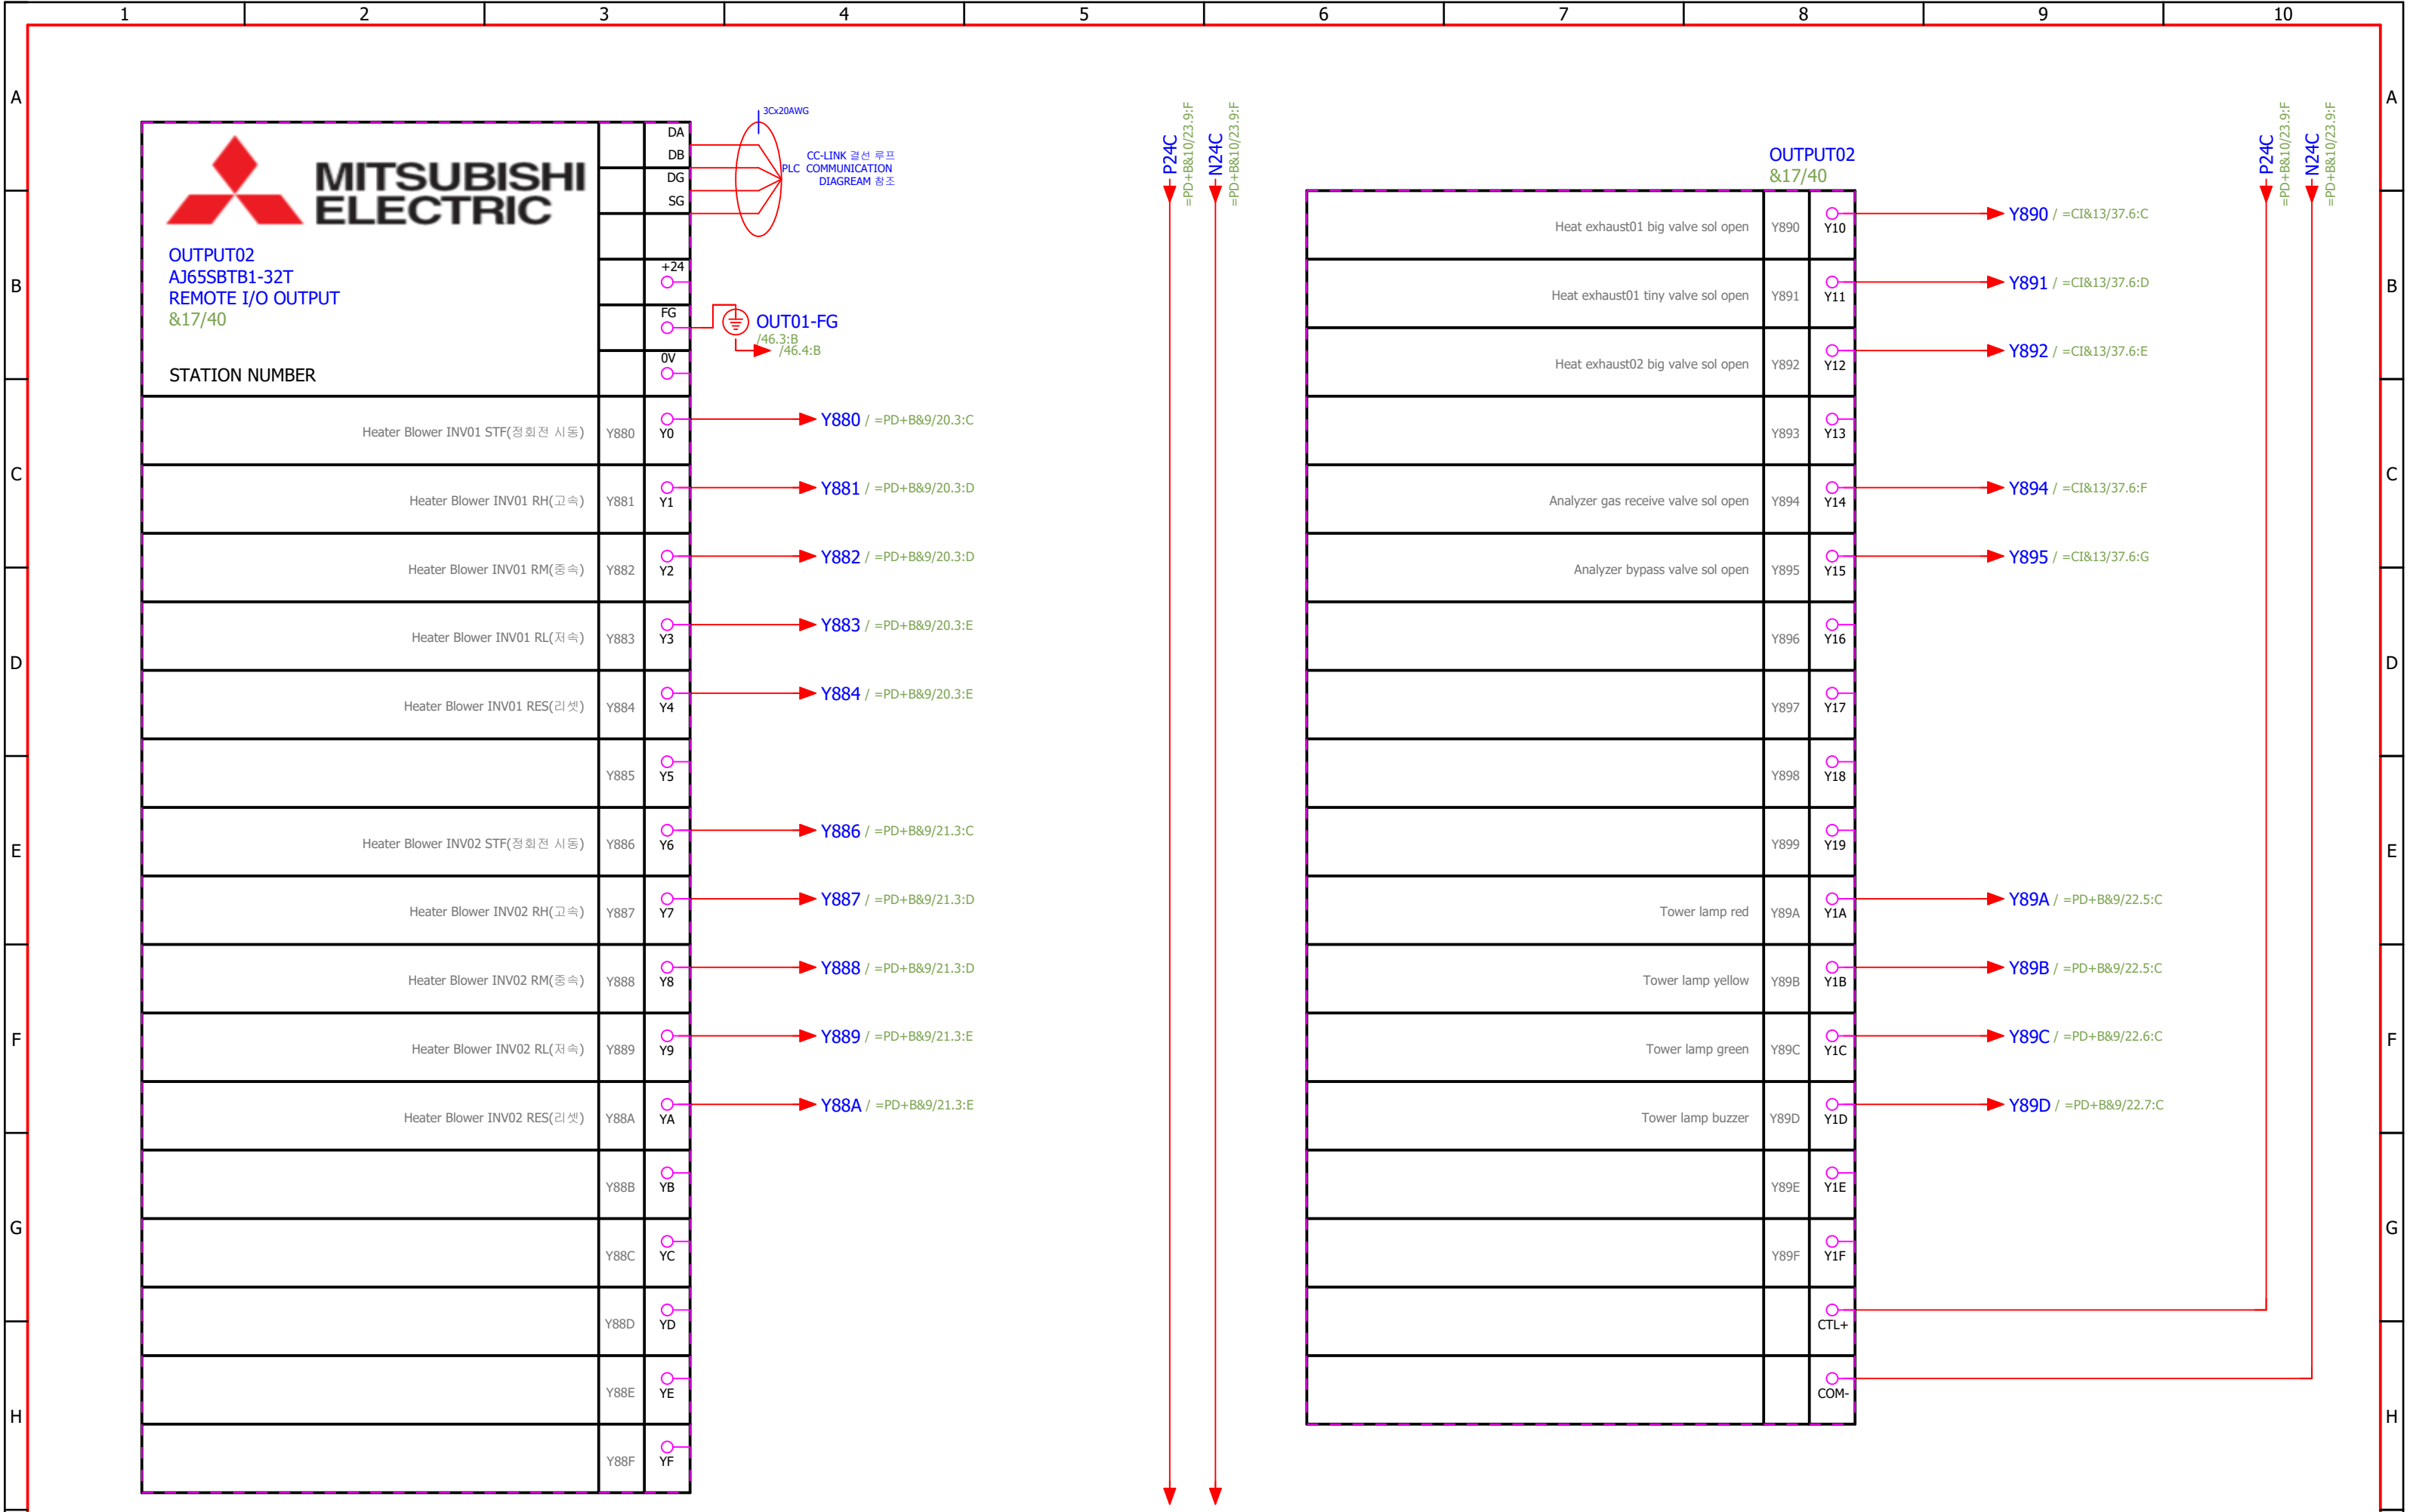 1 2 3 4 5 6 7 8 9 10
A
B
C
D
E
F
G
H
MITSUBISHI
ELECTRIC
OUTPUT02
AJ65SBTB1-32T
REMOTE I/O OUTPUT
&17/40
STATION NUMBER
DA
DB
DG
SG
+24
FG
0V
3Cx20AWG
CC-LINK 결선 루프
PLC COMMUNICATION
DIAGREAM 참조
OUT01-FG
/46.3:B
/46.4:B
Heater Blower INV01 STF(정회전 시동) Y880 Y0 Y880 / =PD+B&9/20.3:C
Heater Blower INV01 RH(고속) Y881 Y1 Y881 / =PD+B&9/20.3:D
Heater Blower INV01 RM(중속) Y882 Y2 Y882 / =PD+B&9/20.3:D
Heater Blower INV01 RL(저속) Y883 Y3 Y883 / =PD+B&9/20.3:E
Heater Blower INV01 RES(리셋) Y884 Y4 Y884 / =PD+B&9/20.3:E
Y885 Y5
Heater Blower INV02 STF(정회전 시동) Y886 Y6 Y886 / =PD+B&9/21.3:C
Heater Blower INV02 RH(고속) Y887 Y7 Y887 / =PD+B&9/21.3:D
Heater Blower INV02 RM(중속) Y888 Y8 Y888 / =PD+B&9/21.3:D
Heater Blower INV02 RL(저속) Y889 Y9 Y889 / =PD+B&9/21.3:E
Heater Blower INV02 RES(리셋) Y88A YA Y88A / =PD+B&9/21.3:E
Y88B YB
Y88C YC
Y88D YD
Y88E YE
Y88F YF
P24C
=PD+B&10/23.9:F
N24C
=PD+B&10/23.9:F
OUTPUT02
&17/40
Heat exhaust01 big valve sol open Y890 Y10 Y890 / =CI&13/37.6:C
Heat exhaust01 tiny valve sol open Y891 Y11 Y891 / =CI&13/37.6:D
Heat exhaust02 big valve sol open Y892 Y12 Y892 / =CI&13/37.6:E
Y893 Y13
Analyzer gas receive valve sol open Y894 Y14 Y894 / =CI&13/37.6:F
Analyzer bypass valve sol open Y895 Y15 Y895 / =CI&13/37.6:G
Y896 Y16
Y897 Y17
Y898 Y18
Y899 Y19
Tower lamp red Y89A Y1A Y89A / =PD+B&9/22.5:C
Tower lamp yellow Y89B Y1B Y89B / =PD+B&9/22.5:C
Tower lamp green Y89C Y1C Y89C / =PD+B&9/22.6:C
Tower lamp buzzer Y89D Y1D Y89D / =PD+B&9/22.7:C
Y89E Y1E
Y89F Y1F
CTL+
COM-
P24C
=PD+B&10/23.9:F
N24C
=PD+B&10/23.9:F
A
B
C
D
E
F
G
H